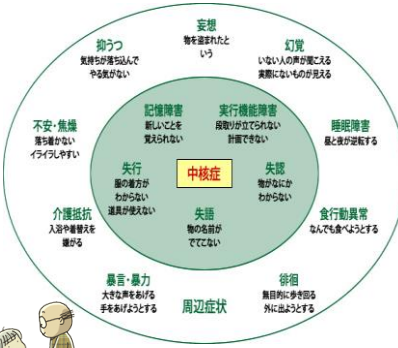 妄想
物を盗まれたと
いう
抑うつ
気持ちが落ち込んで
やる気がない
幻覚
いない人の声が聞こえる
実際にないものが見える
記憶障害
新しいことを
覚えられない
実行機能障害
段取りが立てられない
計画できない
不安・焦燥
落ち着かない
イライラしやすい
睡眠障害
昼と夜が逆転する
失行
服の着方が
わからない
道具が使えない
中核症
失認
物がなにか
わからない
介護抵抗
入浴や着替えを
嫌がる
失語
物の名前が
でてこない
食行動異常
なんでも食べようとする
暴言・暴力
大きな声をあげる
手をあげようとする
周辺症状
徘徊
無目的に歩き回る
外に出ようとする